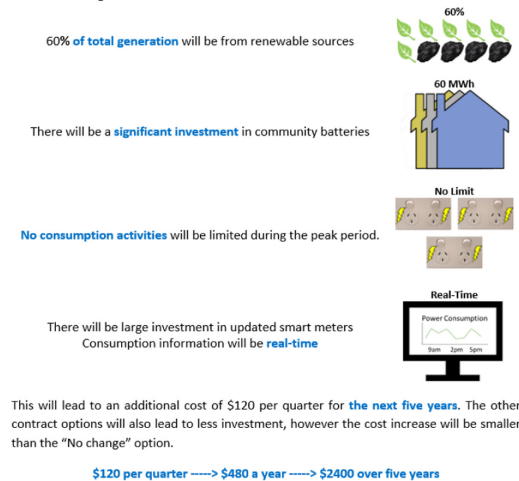 60%
60% of total generation will be from renewable sources
60 MWh
There will be a significant investment in community batteries
No Limit
No consumption activities will be limited during the peak period.
Real-Time
Power Consumption
9am 2pm 5pm
There will be large investment in updated smart meters
Consumption information will be real-time
This will lead to an additional cost of $120 per quarter for the next five years. The other
contract options will also lead to less investment, however the cost increase will be smaller
than the “No change” option.
$120 per quarter -----> $480 a year -----> $2400 over five years